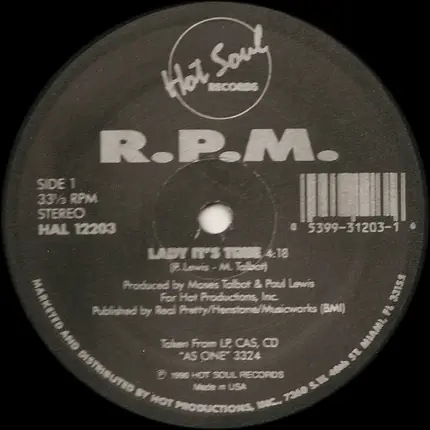 Hot Soul
RECORDS
R.P.M.
SIDE 1
33⅓ RPM
STEREO
HAL 12203
0 5399-31203-1
LADY IT'S TIME 4:18
(P. Lewis - M. Talbot)
Produced by Moses Talbot & Paul Lewis
For Hot Productions, Inc.
Published by Real Pretty/Henstone/Musicworks (BMI)
Taken From LP, CAS, CD
"AS ONE" 3324
℗ 1990 HOT SOUL RECORDS
Made in USA
MARKETED AND DISTRIBUTED BY HOT PRODUCTIONS, INC. 7360 S.W. 48th ST. MIAMI, FL 33155